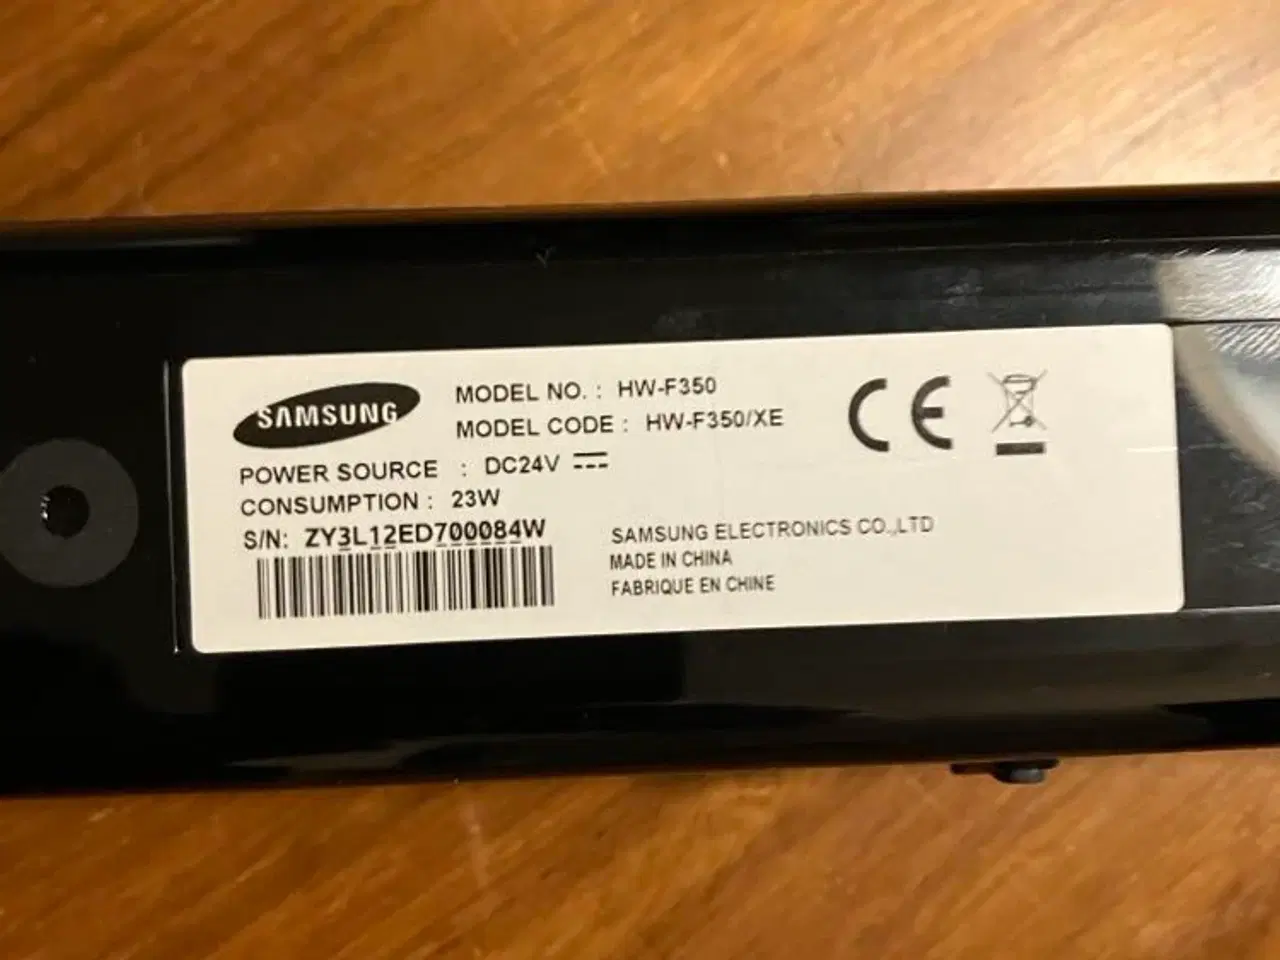 SAMSUNG
MODEL NO. : HW-F350
MODEL CODE : HW-F350/XE
POWER SOURCE : DC24V
CONSUMPTION : 23W
S/N: ZY3L12ED700084W
SAMSUNG ELECTRONICS CO.,LTD
MADE IN CHINA
FABRIQUE EN CHINE
CE